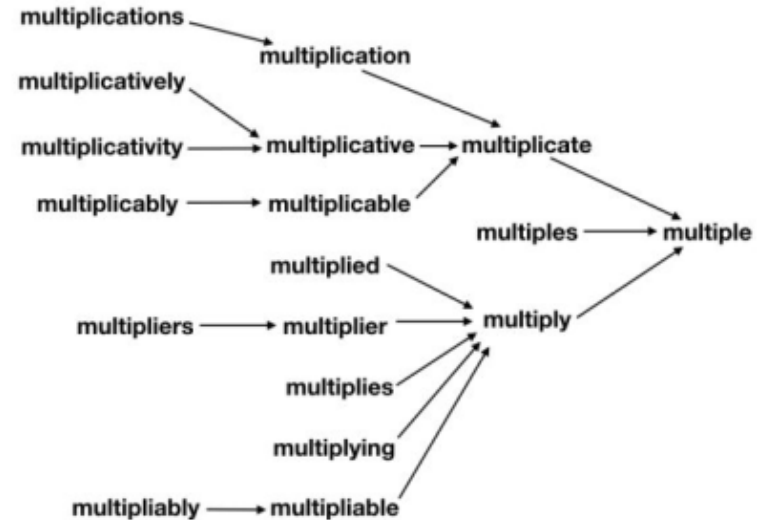 multiplications
multiplication
multiplicatively
multiplicativity multiplicative multiplicate
multiplicably multiplicable
multiples multiple
multiplied
multipliers multiplier multiply
multiplies
multiplying
multipliably multipliable